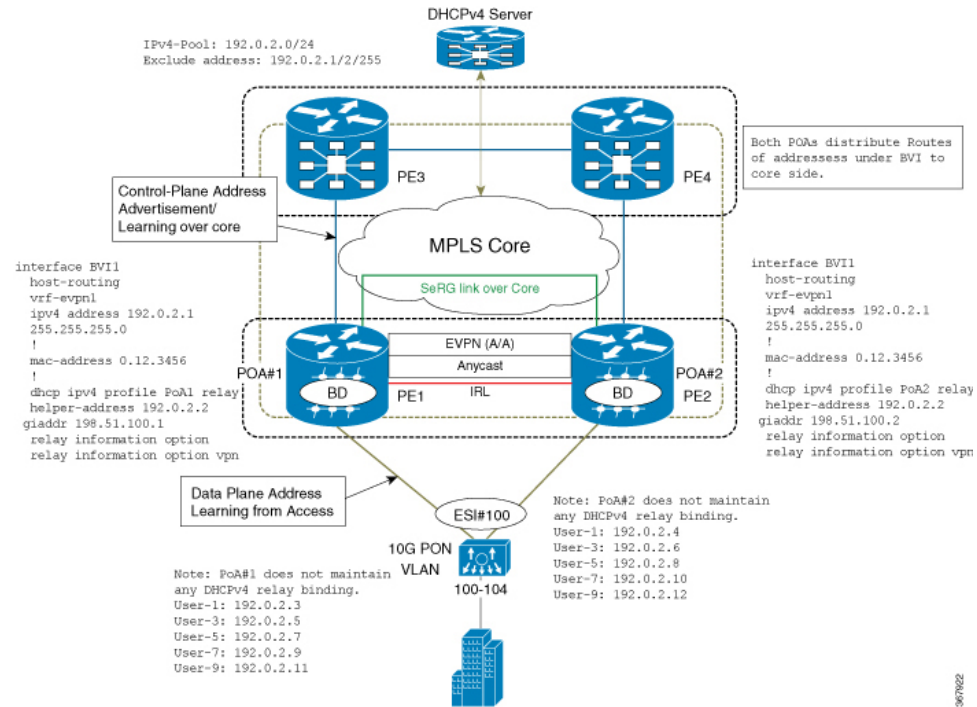 DHCPv4 Server
IPv4-Pool: 192.0.2.0/24
Exclude address: 192.0.2.1/2/255
PE3
PE4
Both POAs distribute Routes
of addressess under BVI to
core side.
Control-Plane Address
Advertisement/
Learning over core
MPLS Core
SeRG link over Core
interface BVI1
host-routing
vrf-evpn1
ipv4 address 192.0.2.1
255.255.255.0
!
mac-address 0.12.3456
!
dhcp ipv4 profile PoA1 relay
helper-address 192.0.2.2
giaddr 198.51.100.1
relay information option
relay information option vpn
interface BVI1
host-routing
vrf-evpn1
ipv4 address 192.0.2.1
255.255.255.0
!
mac-address 0.12.3456
!
dhcp ipv4 profile PoA2 relay
helper-address 192.0.2.2
giaddr 198.51.100.2
relay information option
relay information option vpn
POA#1
BD
PE1
EVPN (A/A)
Anycast
IRL
POA#2
BD
PE2
Data Plane Address
Learning from Access
ESI#100
10G PON
VLAN
100-104
Note: PoA#2 does not maintain
any DHCPv4 relay binding.
User-1: 192.0.2.4
User-3: 192.0.2.6
User-5: 192.0.2.8
User-7: 192.0.2.10
User-9: 192.0.2.12
Note: PoA#1 does not maintain
any DHCPv4 relay binding.
User-1: 192.0.2.3
User-3: 192.0.2.5
User-5: 192.0.2.7
User-7: 192.0.2.9
User-9: 192.0.2.11
367922